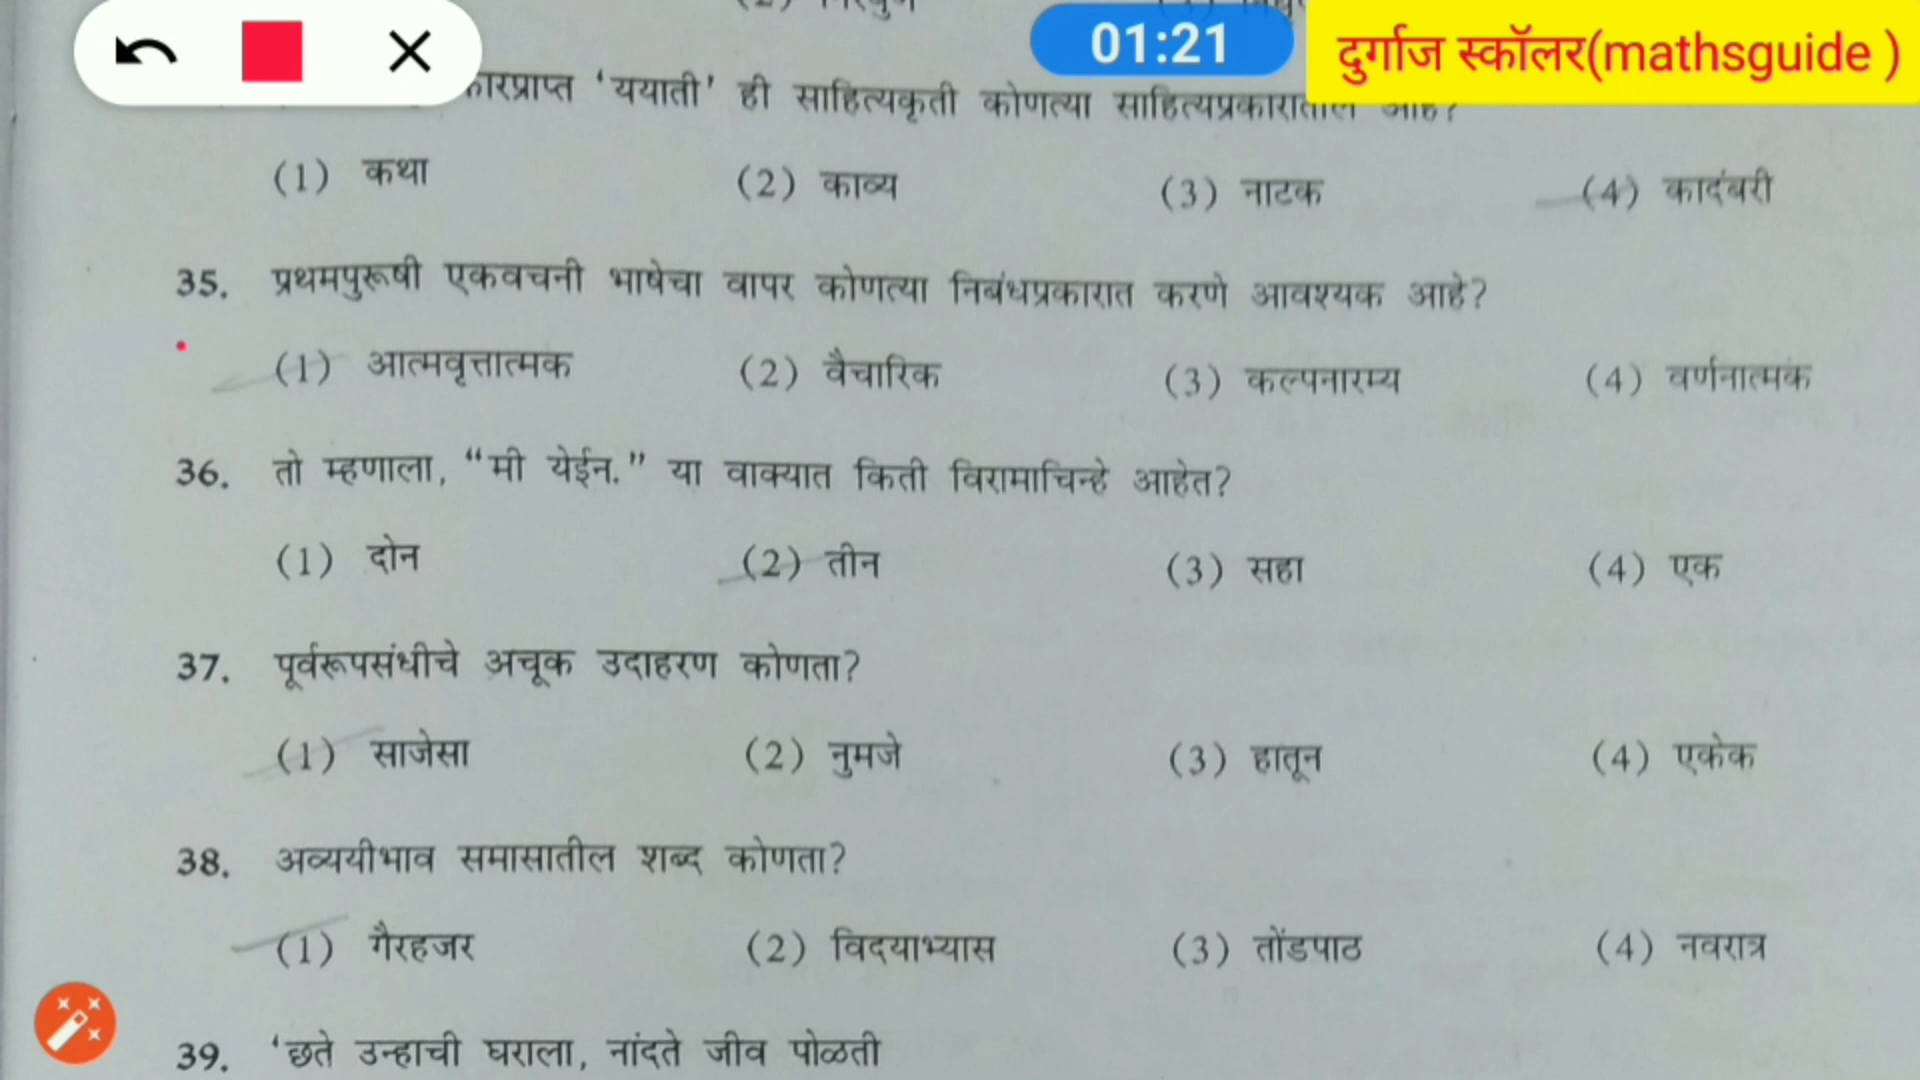 01:21
दुर्गाज स्कॉलर(mathsguide )
'ययाती' ही साहित्यकृती कोणत्या साहित्यप्रकारातील आहे?
(1) कथा (2) काव्य (3) नाटक (4) कादंबरी
35. प्रथमपुरूषी एकवचनी भाषेचा वापर कोणत्या निबंधप्रकारात करणे आवश्यक आहे?
(1) आत्मवृत्तात्मक (2) वैचारिक (3) कल्पनारम्य (4) वर्णनात्मक
36. तो म्हणाला, “मी येईन.” या वाक्यात किती विरामाचिन्हे आहेत?
(1) दोन (2) तीन (3) सहा (4) एक
37. पूर्वरूपसंधीचे अचूक उदाहरण कोणता?
(1) साजेसा (2) नुमजे (3) हातून (4) एकेक
38. अव्ययीभाव समासातील शब्द कोणता?
(1) गैरहजर (2) विदयाभ्यास (3) तोंडपाठ (4) नवरात्र
39. 'छते उन्हाची घराला, नांदते जीव पोळती